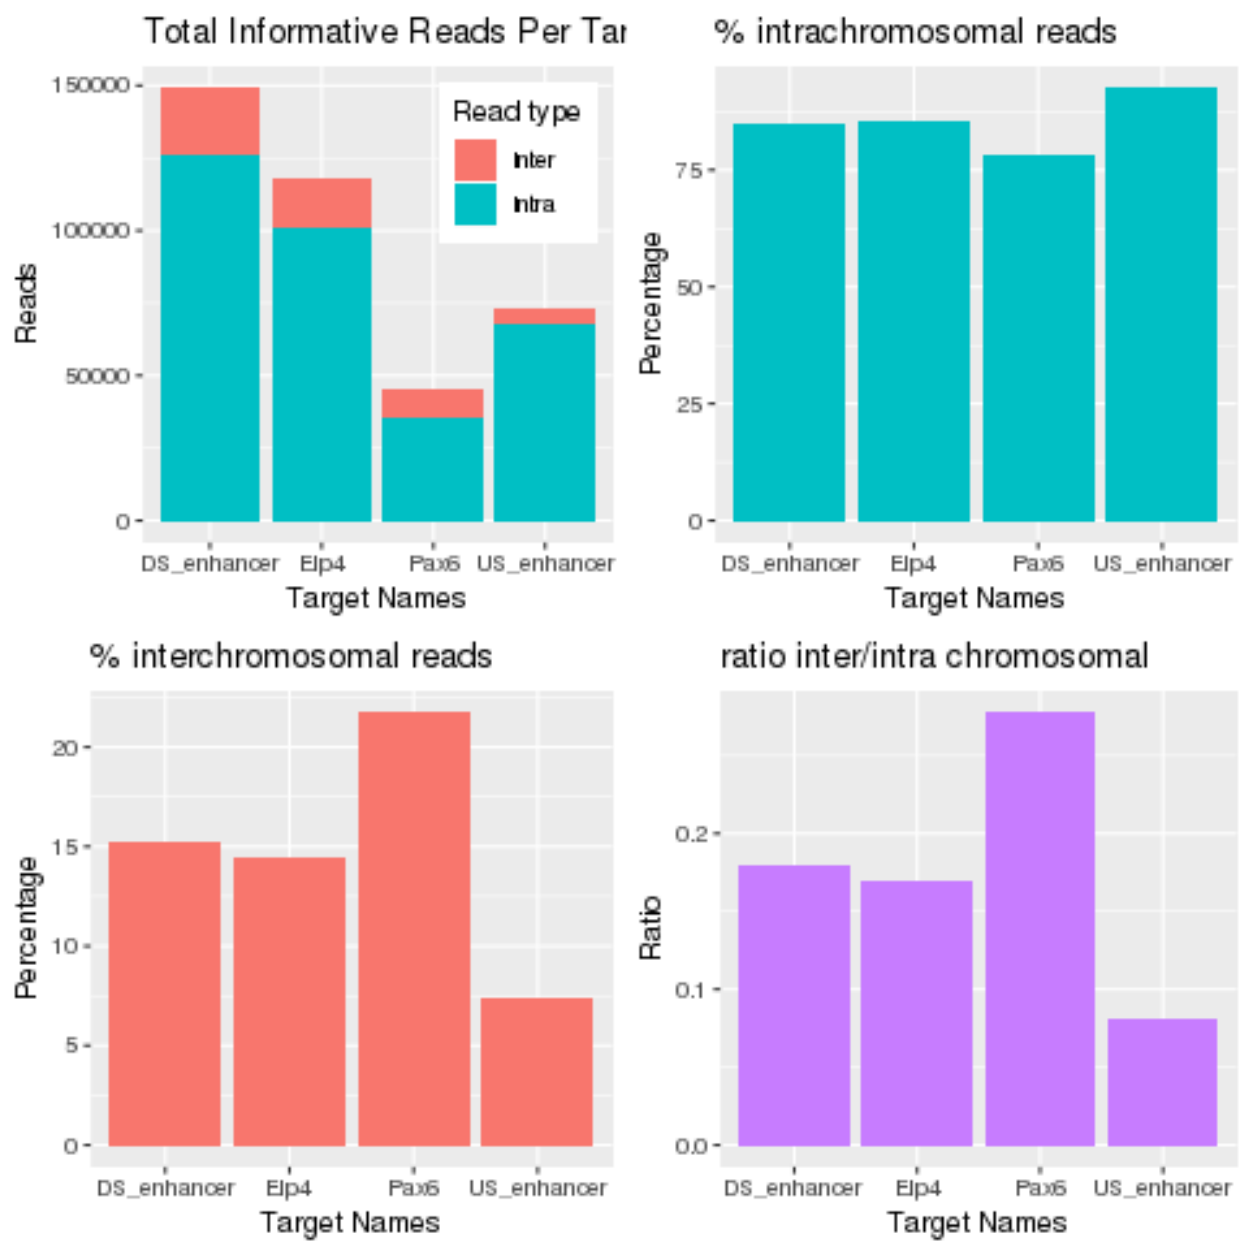 Total Informative Reads Per Tar
150000
100000
50000
0
Reads
Read type
Inter
Intra
DS_enhancer Elp4 Pax6 US_enhancer
Target Names
% intrachromosomal reads
75
50
25
0
Percentage
DS_enhancer Elp4 Pax6 US_enhancer
Target Names
% interchromosomal reads
20
15
10
5
0
Percentage
DS_enhancer Elp4 Pax6 US_enhancer
Target Names
ratio inter/intra chromosomal
0.2
0.1
0.0
Ratio
DS_enhancer Elp4 Pax6 US_enhancer
Target Names